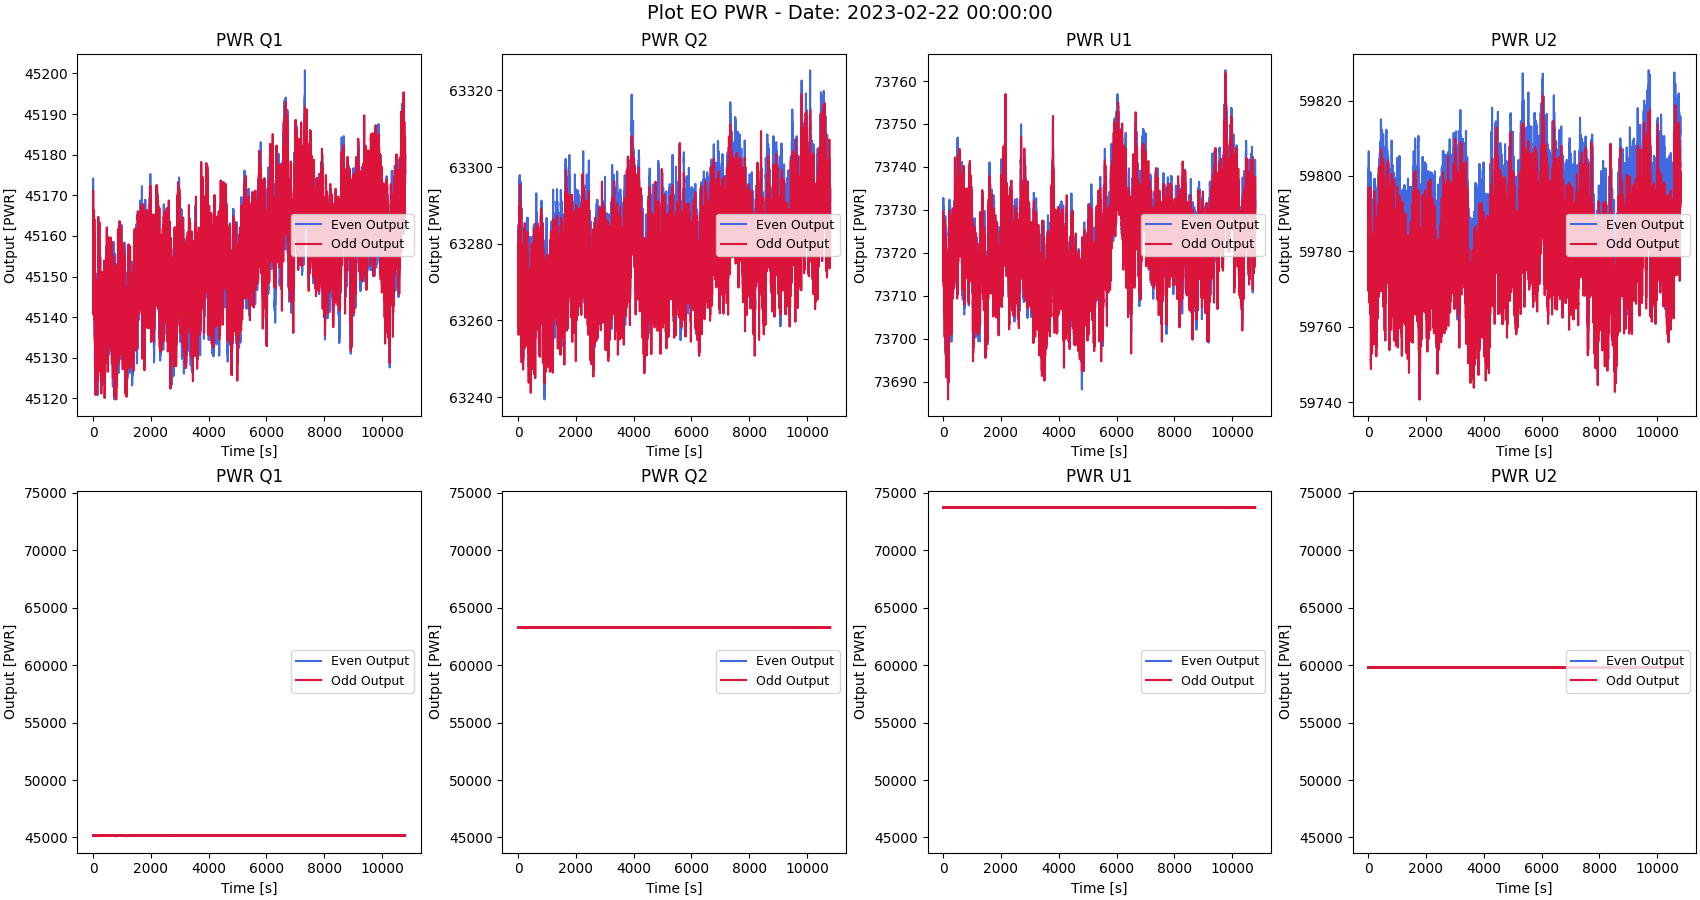 Plot EO PWR - Date: 2023-02-22 00:00:00
PWR Q1
Output [PWR]
45200
45190
45180
45170
45160
45150
45140
45130
45120
Even Output
Odd Output
0 2000 4000 6000 8000 10000
Time [s]
PWR Q2
Output [PWR]
63320
63300
63280
63260
63240
Even Output
Odd Output
0 2000 4000 6000 8000 10000
Time [s]
PWR U1
Output [PWR]
73760
73750
73740
73730
73720
73710
73700
73690
Even Output
Odd Output
0 2000 4000 6000 8000 10000
Time [s]
PWR U2
Output [PWR]
59820
59800
59780
59760
59740
Even Output
Odd Output
0 2000 4000 6000 8000 10000
Time [s]
PWR Q1
Output [PWR]
75000
70000
65000
60000
55000
50000
45000
Even Output
Odd Output
0 2000 4000 6000 8000 10000
Time [s]
PWR Q2
Output [PWR]
75000
70000
65000
60000
55000
50000
45000
Even Output
Odd Output
0 2000 4000 6000 8000 10000
Time [s]
PWR U1
Output [PWR]
75000
70000
65000
60000
55000
50000
45000
Even Output
Odd Output
0 2000 4000 6000 8000 10000
Time [s]
PWR U2
Output [PWR]
75000
70000
65000
60000
55000
50000
45000
Even Output
Odd Output
0 2000 4000 6000 8000 10000
Time [s]